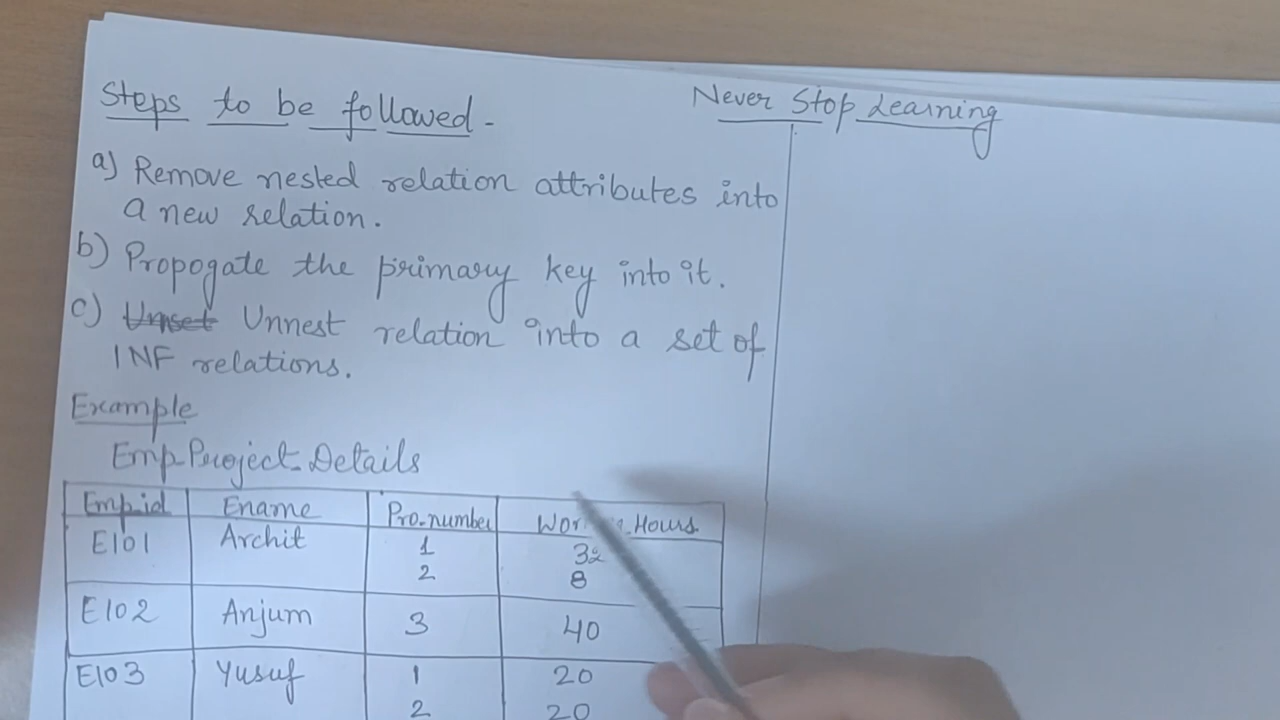 Steps to be followed -
Never Stop Learning
a) Remove nested relation attributes into
a new relation.
b) Propogate the primary key into it.
c) Unnest relation into a set of
1NF relations.
Example
Emp-Project-Details
Emp-id Ename Pro-number Hours
E101 Archit 1 32
2 8
E102 Anjum 3 40
E103 Yusuf 1 20
2 20